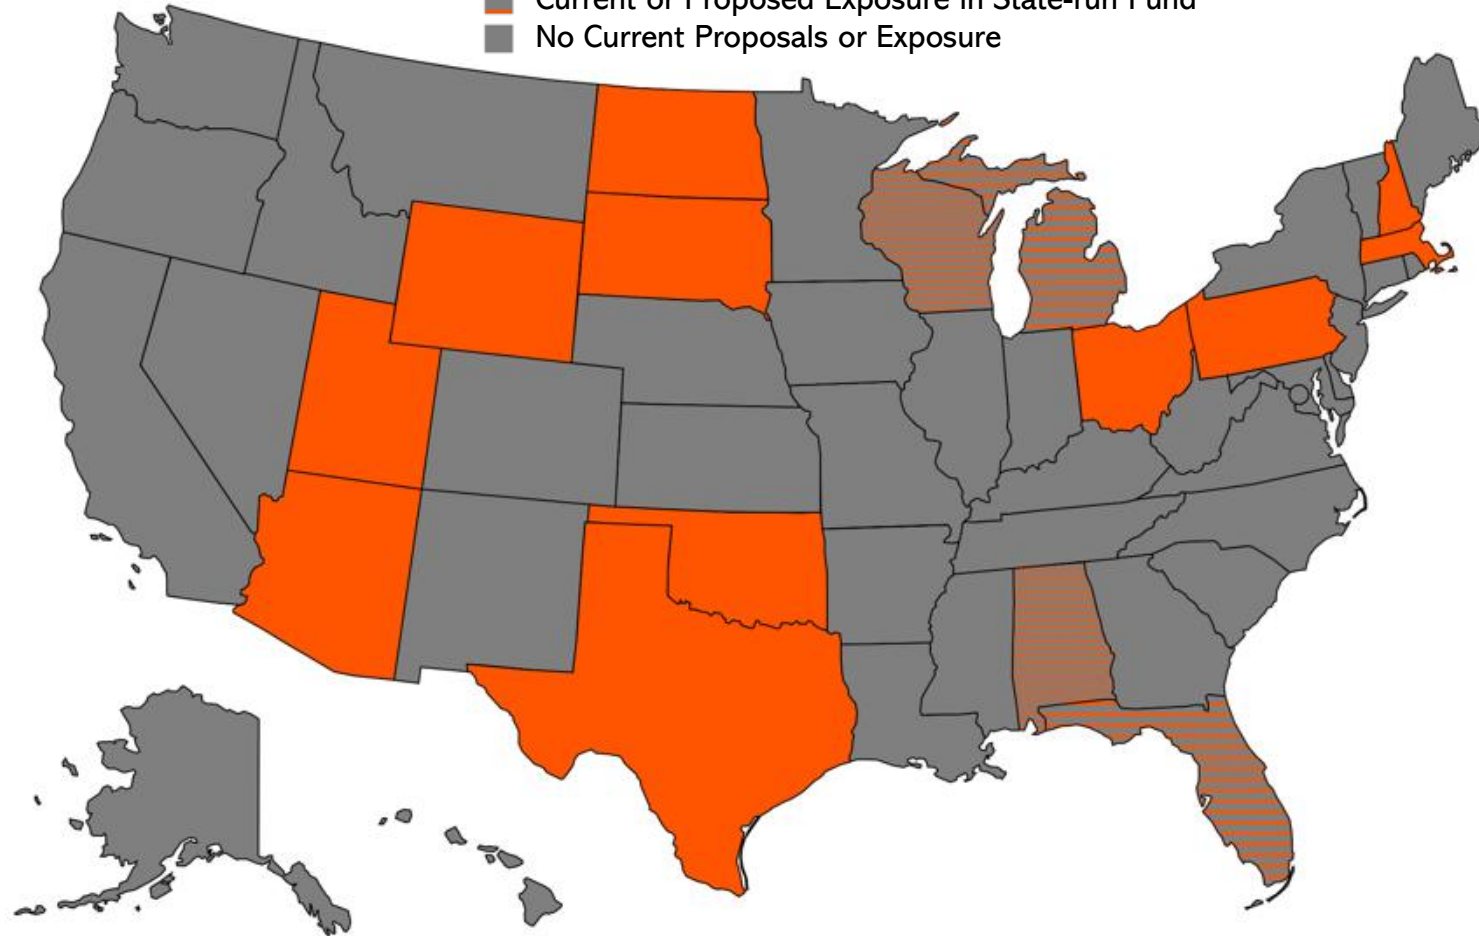 Current or Proposed Exposure in State-run Fund
No Current Proposals or Exposure